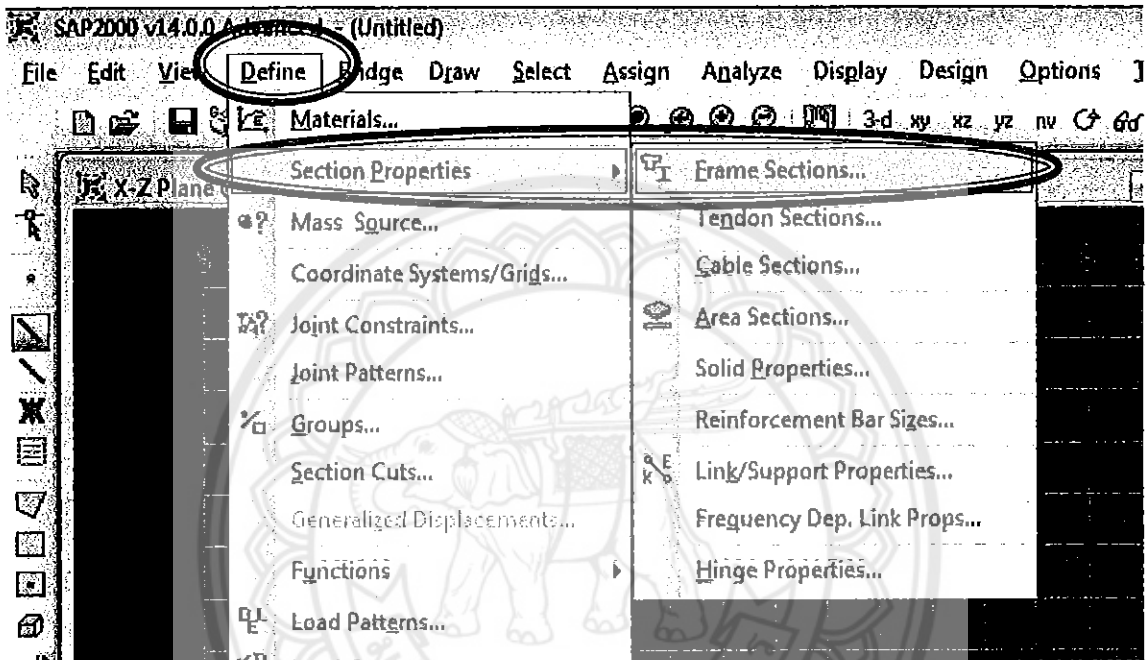 SAP2000 v14.0.0 Advanced - (Untitled)
File Edit View Define Bridge Draw Select Assign Analyze Display Design Options
3-d xy xz yz nv
X-Z Plane
Materials...
Section Properties
Mass Source...
Coordinate Systems/Grids...
Joint Constraints...
Joint Patterns...
Groups...
Section Cuts...
Generalized Displacements...
Functions
Load Patterns...
Frame Sections...
Tendon Sections...
Cable Sections...
Area Sections...
Solid Properties...
Reinforcement Bar Sizes...
Link/Support Properties...
Frequency Dep. Link Props...
Hinge Properties...